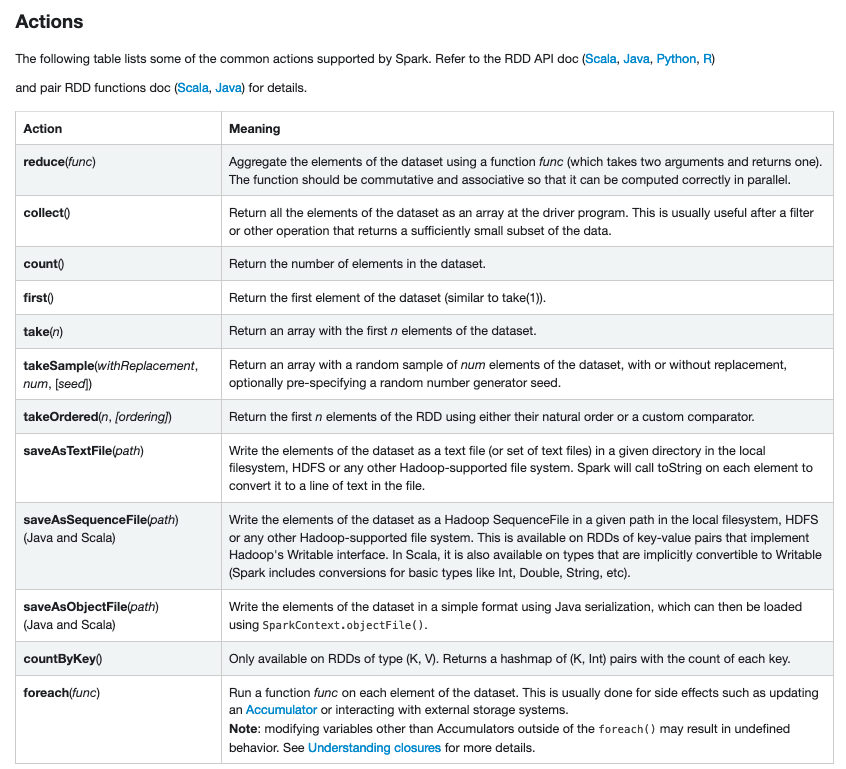 Actions
The following table lists some of the common actions supported by Spark. Refer to the RDD API doc (Scala, Java, Python, R)
and pair RDD functions doc (Scala, Java) for details.
Action
Meaning
reduce(func)
Aggregate the elements of the dataset using a function func (which takes two arguments and returns one).
The function should be commutative and associative so that it can be computed correctly in parallel.
collect()
Return all the elements of the dataset as an array at the driver program. This is usually useful after a filter
or other operation that returns a sufficiently small subset of the data.
count()
Return the number of elements in the dataset.
first()
Return the first element of the dataset (similar to take(1)).
take(n)
Return an array with the first n elements of the dataset.
takeSample(withReplacement,
num, [seed])
Return an array with a random sample of num elements of the dataset, with or without replacement,
optionally pre-specifying a random number generator seed.
takeOrdered(n, [ordering])
Return the first n elements of the RDD using either their natural order or a custom comparator.
saveAsTextFile(path)
Write the elements of the dataset as a text file (or set of text files) in a given directory in the local
filesystem, HDFS or any other Hadoop-supported file system. Spark will call toString on each element to
convert it to a line of text in the file.
saveAsSequenceFile(path)
(Java and Scala)
Write the elements of the dataset as a Hadoop SequenceFile in a given path in the local filesystem, HDFS
or any other Hadoop-supported file system. This is available on RDDs of key-value pairs that implement
Hadoop's Writable interface. In Scala, it is also available on types that are implicitly convertible to Writable
(Spark includes conversions for basic types like Int, Double, String, etc).
saveAsObjectFile(path)
(Java and Scala)
Write the elements of the dataset in a simple format using Java serialization, which can then be loaded
using SparkContext.objectFile().
countByKey()
Only available on RDDs of type (K, V). Returns a hashmap of (K, Int) pairs with the count of each key.
foreach(func)
Run a function func on each element of the dataset. This is usually done for side effects such as updating
an Accumulator or interacting with external storage systems.
Note: modifying variables other than Accumulators outside of the foreach() may result in undefined
behavior. See Understanding closures for more details.